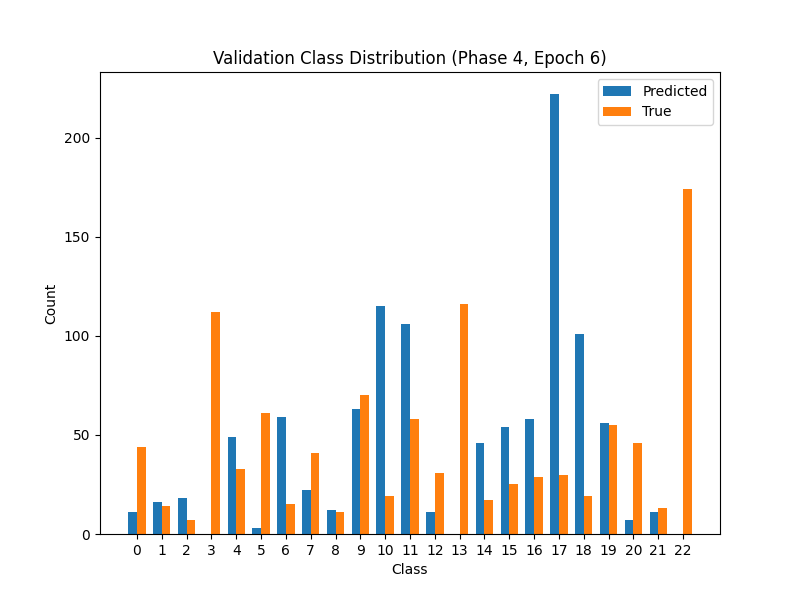 Validation Class Distribution (Phase 4, Epoch 6)
Predicted
True
200
150
100
50
0
Count
0 1 2 3 4 5 6 7 8 9 10 11 12 13 14 15 16 17 18 19 20 21 22
Class